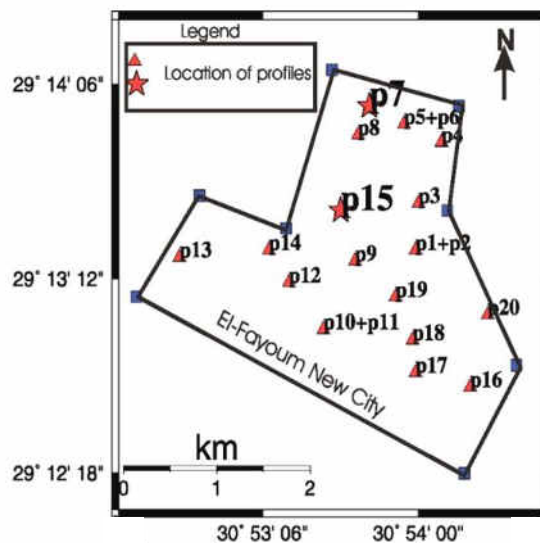 Legend
Location of profiles
N
29° 14' 06"
p7
p5+p6
p8
p4
p15
p3
p14
p1+p2
p13
p9
29° 13' 12"
p12
p19
p20
p10+p11
p18
El-Fayoum New City
p17
p16
km
29° 12' 18"
0 1 2
30° 53' 06" 30° 54' 00"